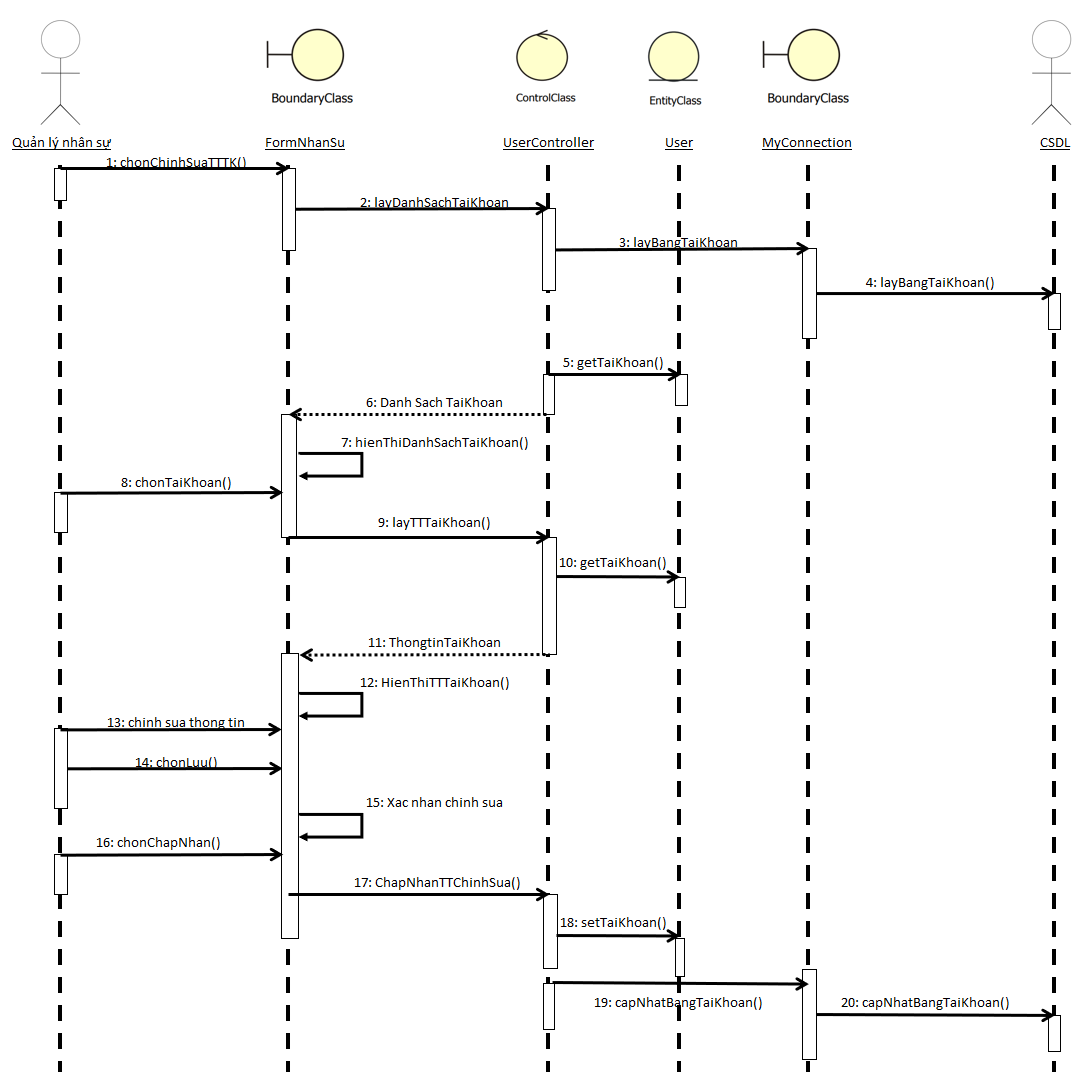 BoundaryClass
ControlClass
EntityClass
BoundaryClass
Quản lý nhân sự
FormNhanSu
UserController
User
MyConnection
CSDL
1: chonChinhSuaTTTK()
2: layDanhSachTaiKhoan
3: layBangTaiKhoan
4: layBangTaiKhoan()
5: getTaiKhoan()
6: Danh Sach TaiKhoan
7: hienThiDanhSachTaiKhoan()
8: chonTaiKhoan()
9: layTTTaiKhoan()
10: getTaiKhoan()
11: ThongtinTaiKhoan
12: HienThiTTTaiKhoan()
13: chinh sua thong tin
14: chonLuu()
15: Xac nhan chinh sua
16: chonChapNhan()
17: ChapNhanTTChinhSua()
18: setTaiKhoan()
19: capNhatBangTaiKhoan()
20: capNhatBangTaiKhoan()